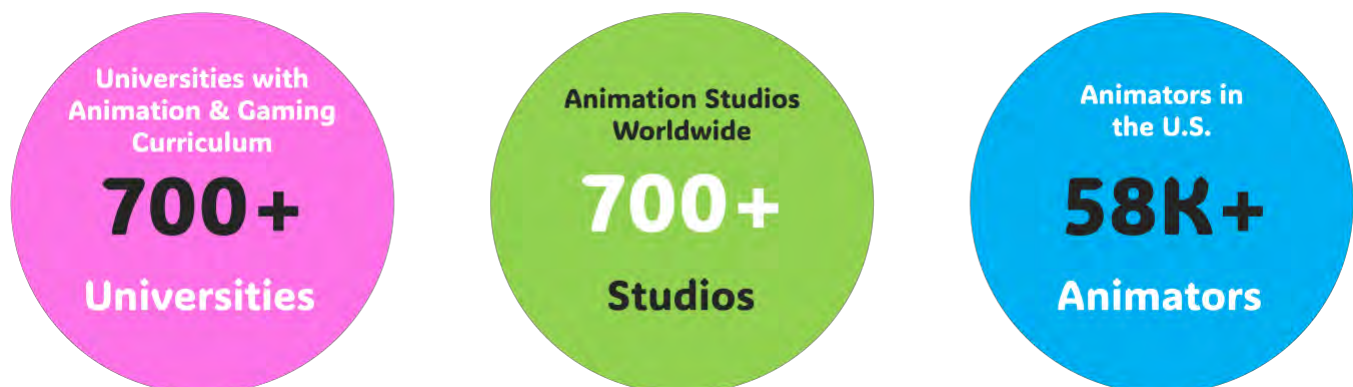 Universities with
Animation & Gaming
Curriculum
700+
Universities
Animation Studios
Worldwide
700+
Studios
Animators in
the U.S.
58K+
Animators